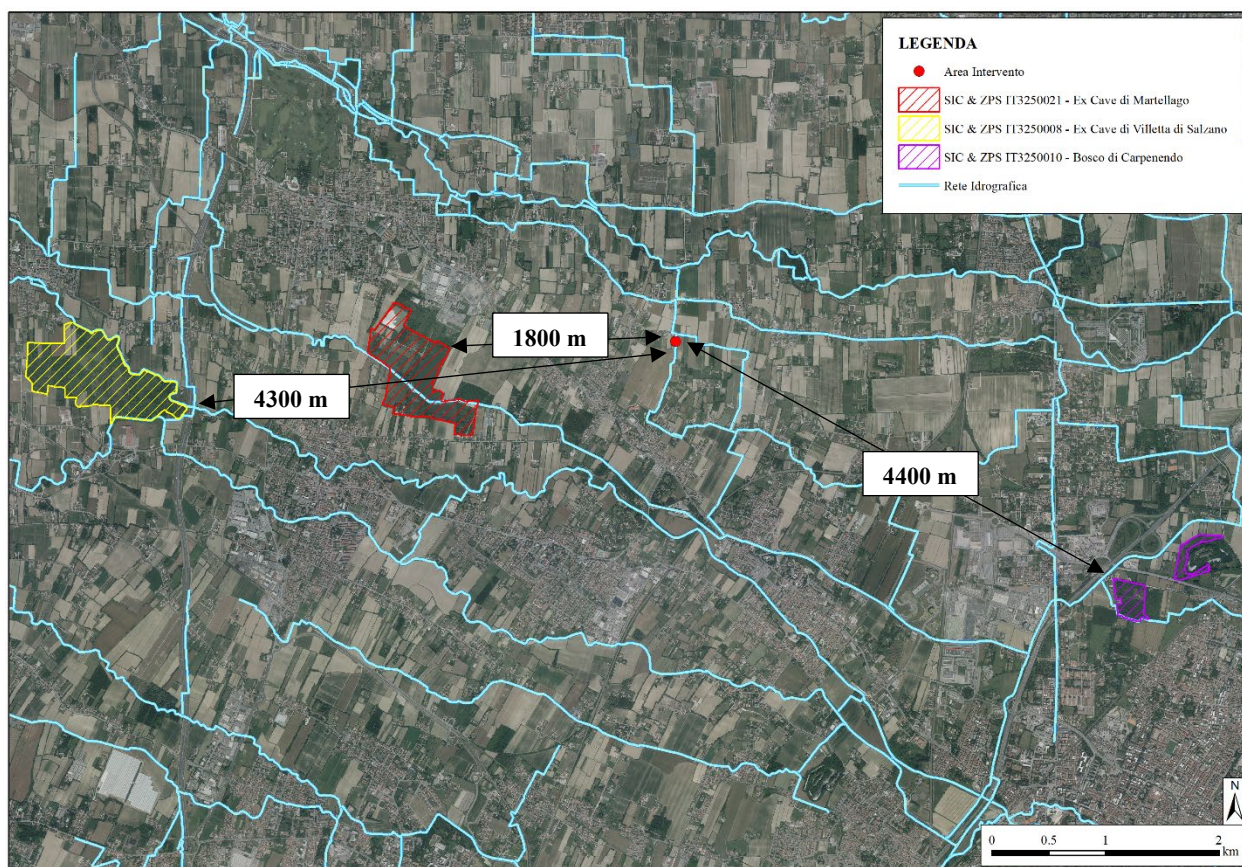 LEGENDA
Area Intervento
SIC & ZPS IT3250021 - Ex Cave di Martellago
SIC & ZPS IT3250008 - Ex Cave di Villetta di Salzano
SIC & ZPS IT3250010 - Bosco di Carpenendo
Rete Idrografica
1800 m
4300 m
4400 m
N
0 0.5 1 2
km